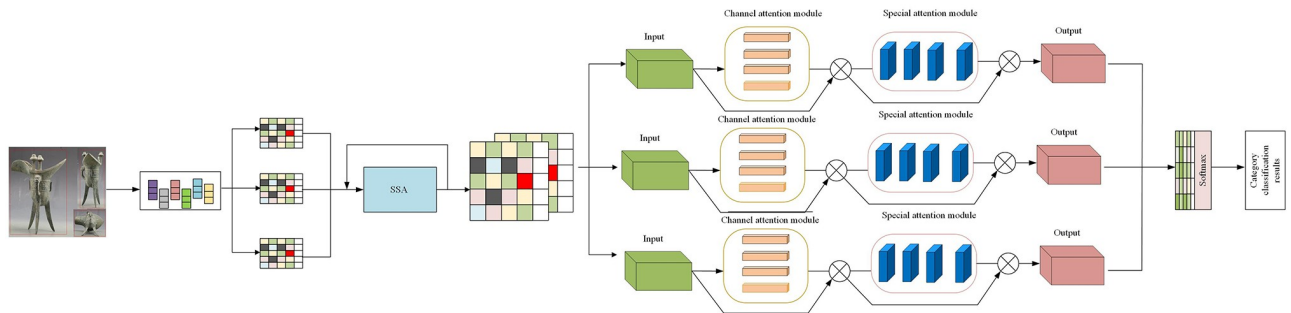 Channel attention module
Special attention module
Input
Output
SSA
Channel attention module
Special attention module
Input
Output
Channel attention module
Special attention module
Input
Output
Softmax
Category
classification
results